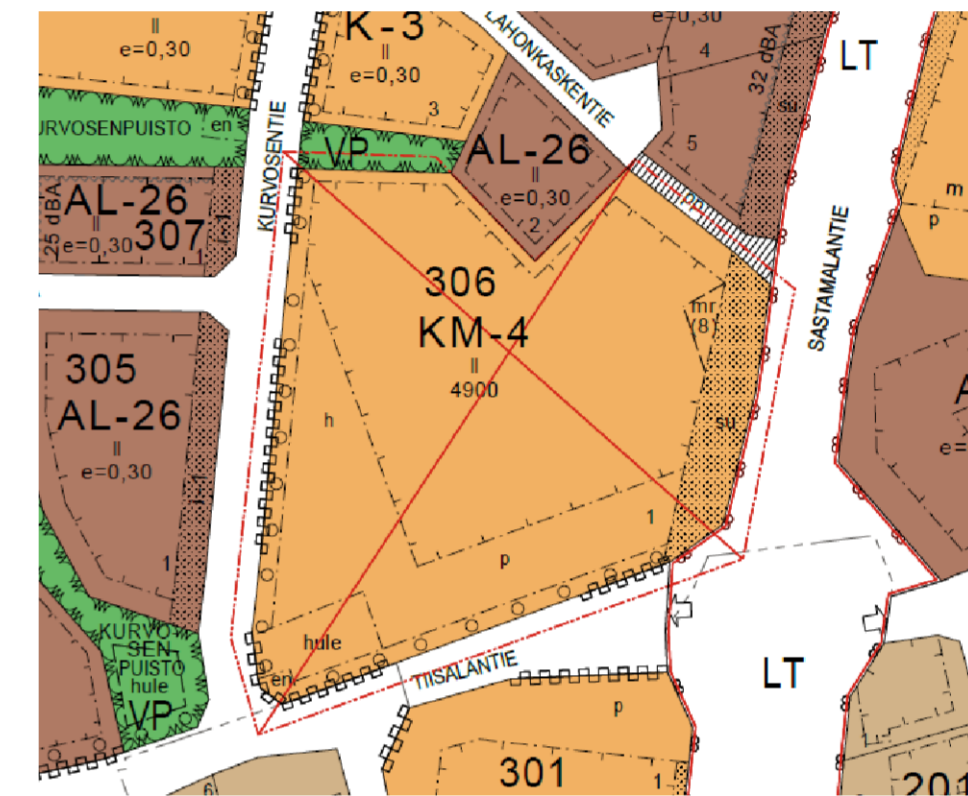 II
e=0,30
K-3
II
e=0,30
3
LAHONKASKENTIE
e=0,30
4
32 dBA
su
LT
KURVOSENPUISTO
en
VP
AL-26
II
e=0,30
2
5
pp
m
p
25 dBA
AL-26
II
e=0,30
307
1
KURVOSENTIE
SASTAMALANTIE
306
KM-4
II
4900
mr
(8)
h
su
305
AL-26
II
e=0,30
1
A
e=
1
p
KURVO-
SEN
PUISTO
hule
VP
hule
en
TIISALANTIE
LT
p
301
1
201
6